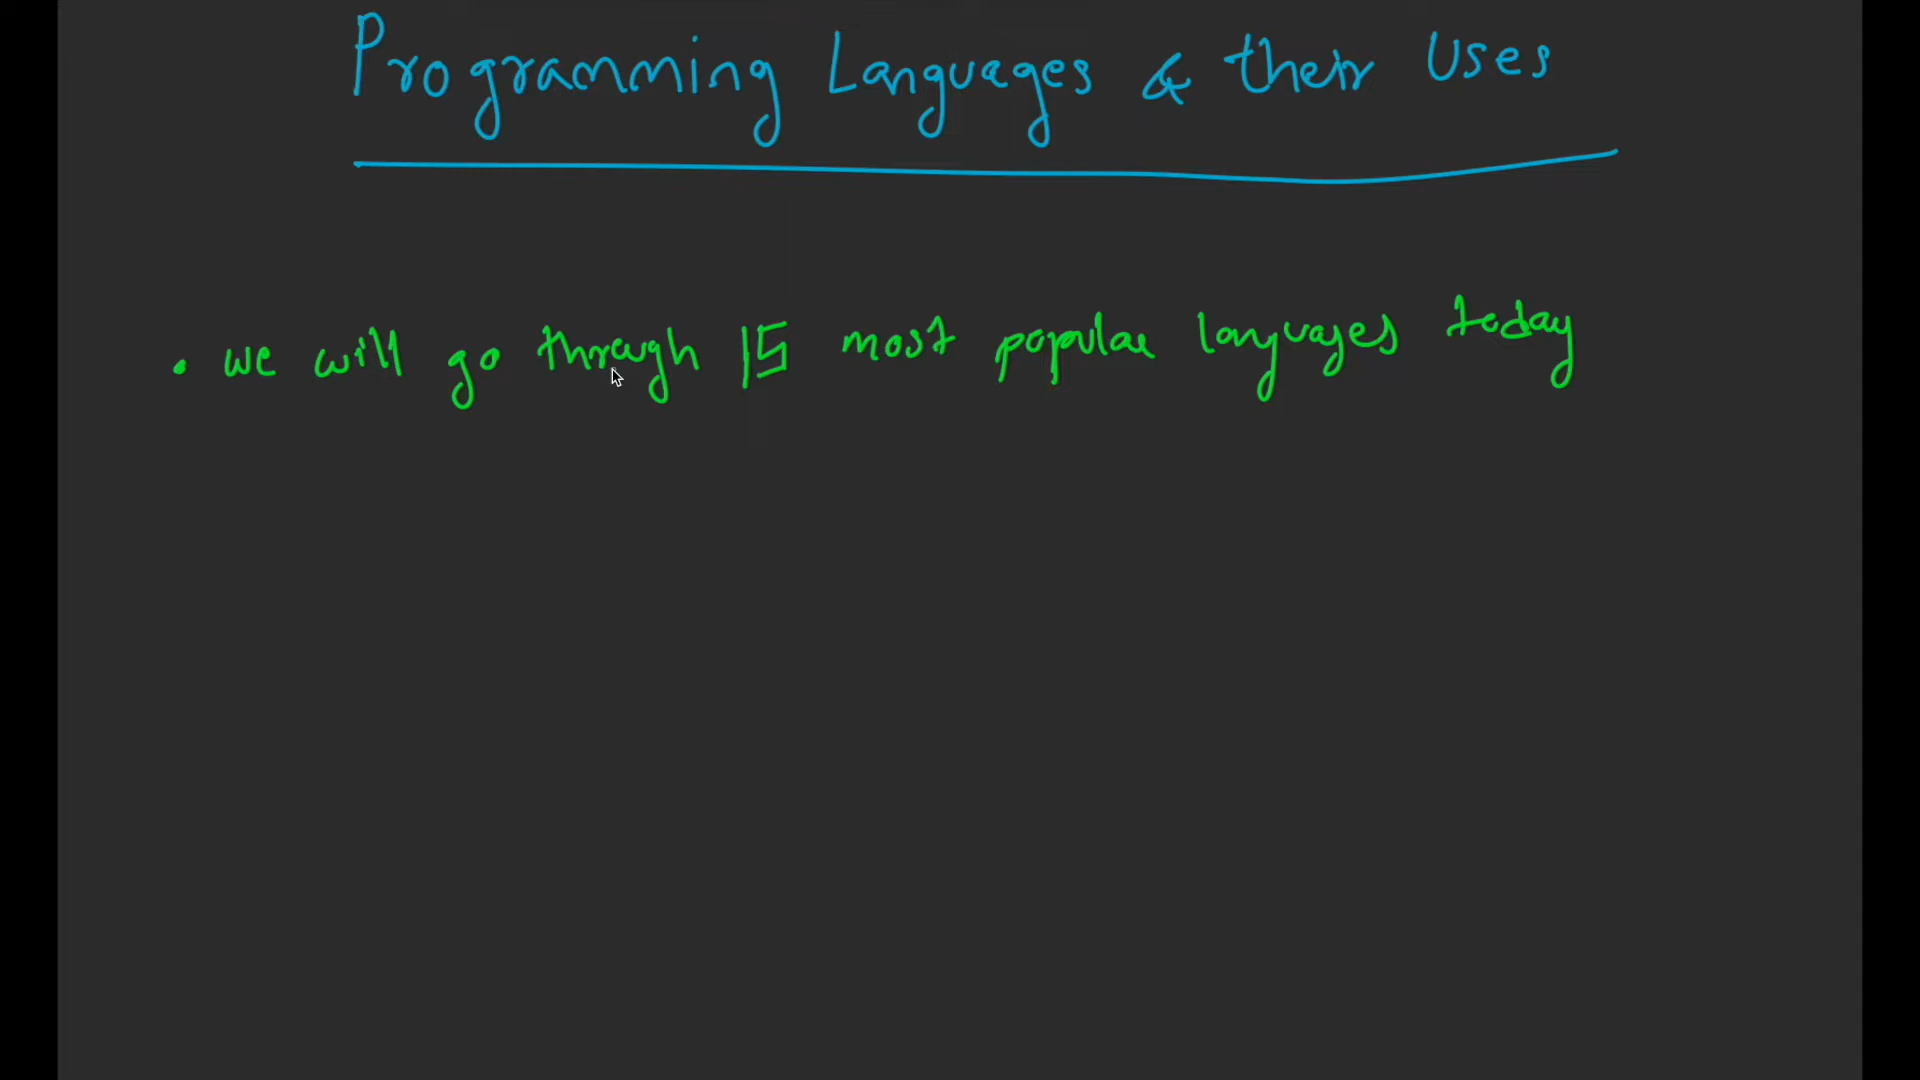 Programming Languages & their Uses
• we will go through 15 most popular languages today